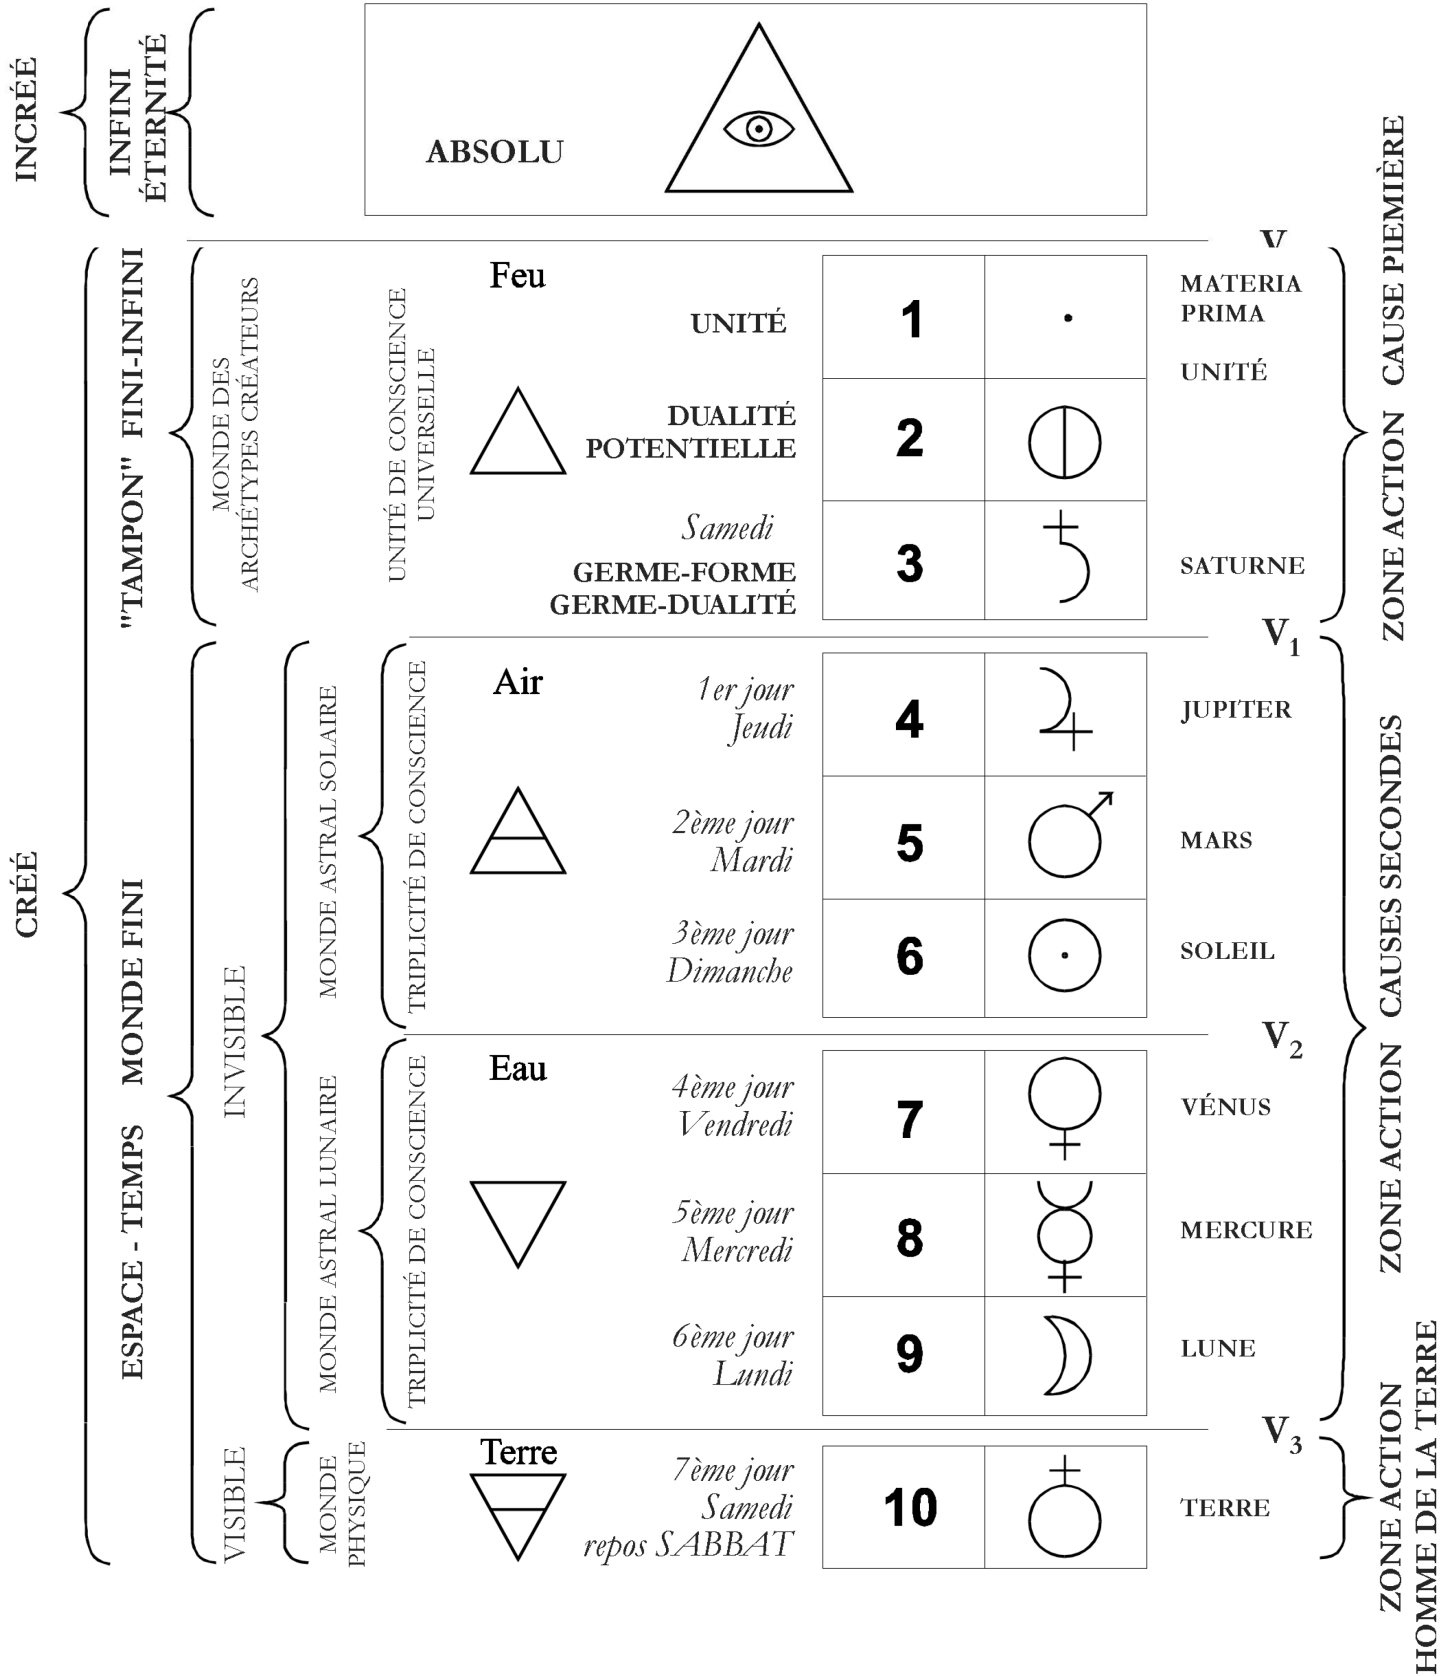 INCRÉÉ
INFINI
ÉTERNITÉ
ABSOLU
CRÉÉ
"TAMPON" FINI-INFINI
MONDE DES
ARCHÉTYPES CRÉATEURS
UNITÉ DE CONSCIENCE
UNIVERSELLE
Feu
UNITÉ
1
V
MATERIA
PRIMA
UNITÉ
DUALITÉ
POTENTIELLE
2
Samedi
GERME-FORME
GERME-DUALITÉ
3
SATURNE
ZONE ACTION CAUSE PIEMIÈRE
V1
ESPACE - TEMPS MONDE FINI
INVISIBLE
MONDE ASTRAL SOLAIRE
TRIPLICITÉ DE CONSCIENCE
Air
1er jour
Jeudi
4
JUPITER
2ème jour
Mardi
5
MARS
3ème jour
Dimanche
6
SOLEIL
ZONE ACTION CAUSES SECONDES
V2
MONDE ASTRAL LUNAIRE
TRIPLICITÉ DE CONSCIENCE
Eau
4ème jour
Vendredi
7
VÉNUS
5ème jour
Mercredi
8
MERCURE
6ème jour
Lundi
9
LUNE
V3
VISIBLE
MONDE
PHYSIQUE
Terre
7ème jour
Samedi
repos SABBAT
10
TERRE
ZONE ACTION
HOMME DE LA TERRE